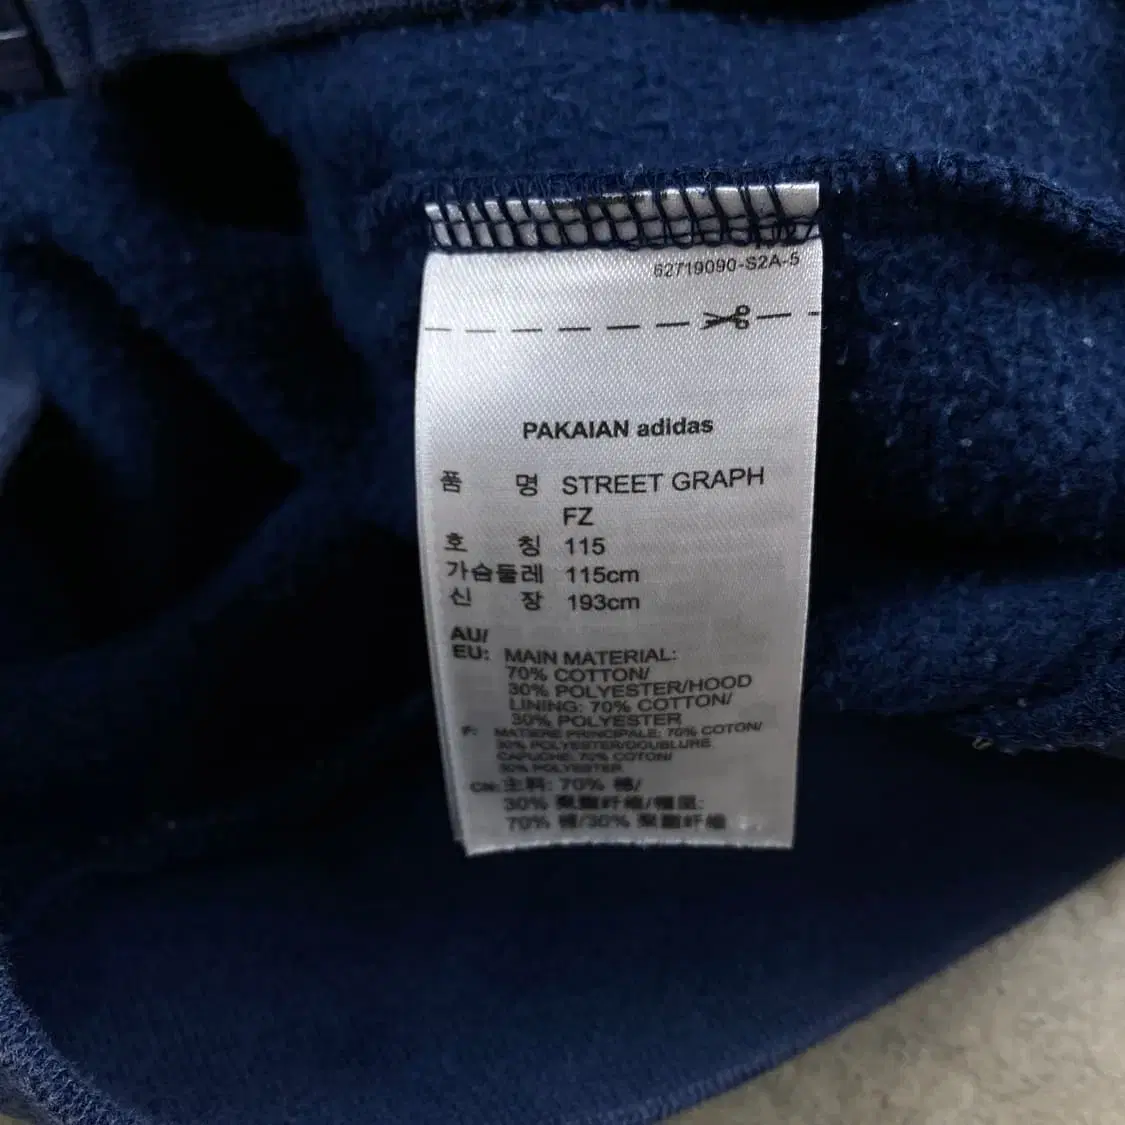 62719090-S2A-5
PAKAIAN adidas
품 명 STREET GRAPH
FZ
호 칭 115
가슴둘레 115cm
신 장 193cm
AU/
EU: MAIN MATERIAL:
70% COTTON/
30% POLYESTER/HOOD
LINING: 70% COTTON/
30% POLYESTER
F: MATIERE PRINCIPALE: 70% COTON/
30% POLYESTER/DOUBLURE
CAPUCHE: 70% COTON/
30% POLYESTER
CN: 主料: 70% 棉/
30% 聚酯纤维/帽里:
70% 棉/30% 聚酯纤维